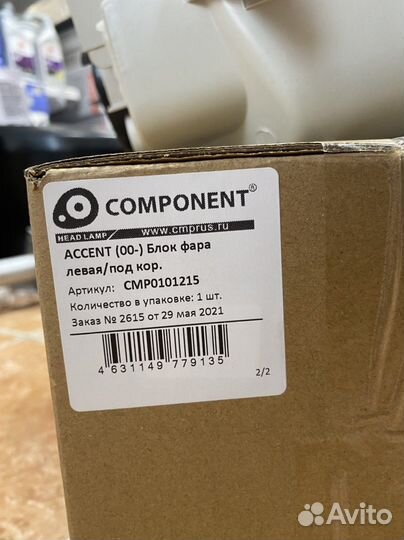 COMPONENT®
HEAD LAMP www.cmprus.ru
ACCENT (00-) Блок фара
левая/под кор.
Артикул: CMP0101215
Количество в упаковке: 1 шт.
Заказ № 2615 от 29 мая 2021
4 631149 779135
2/2
Avito